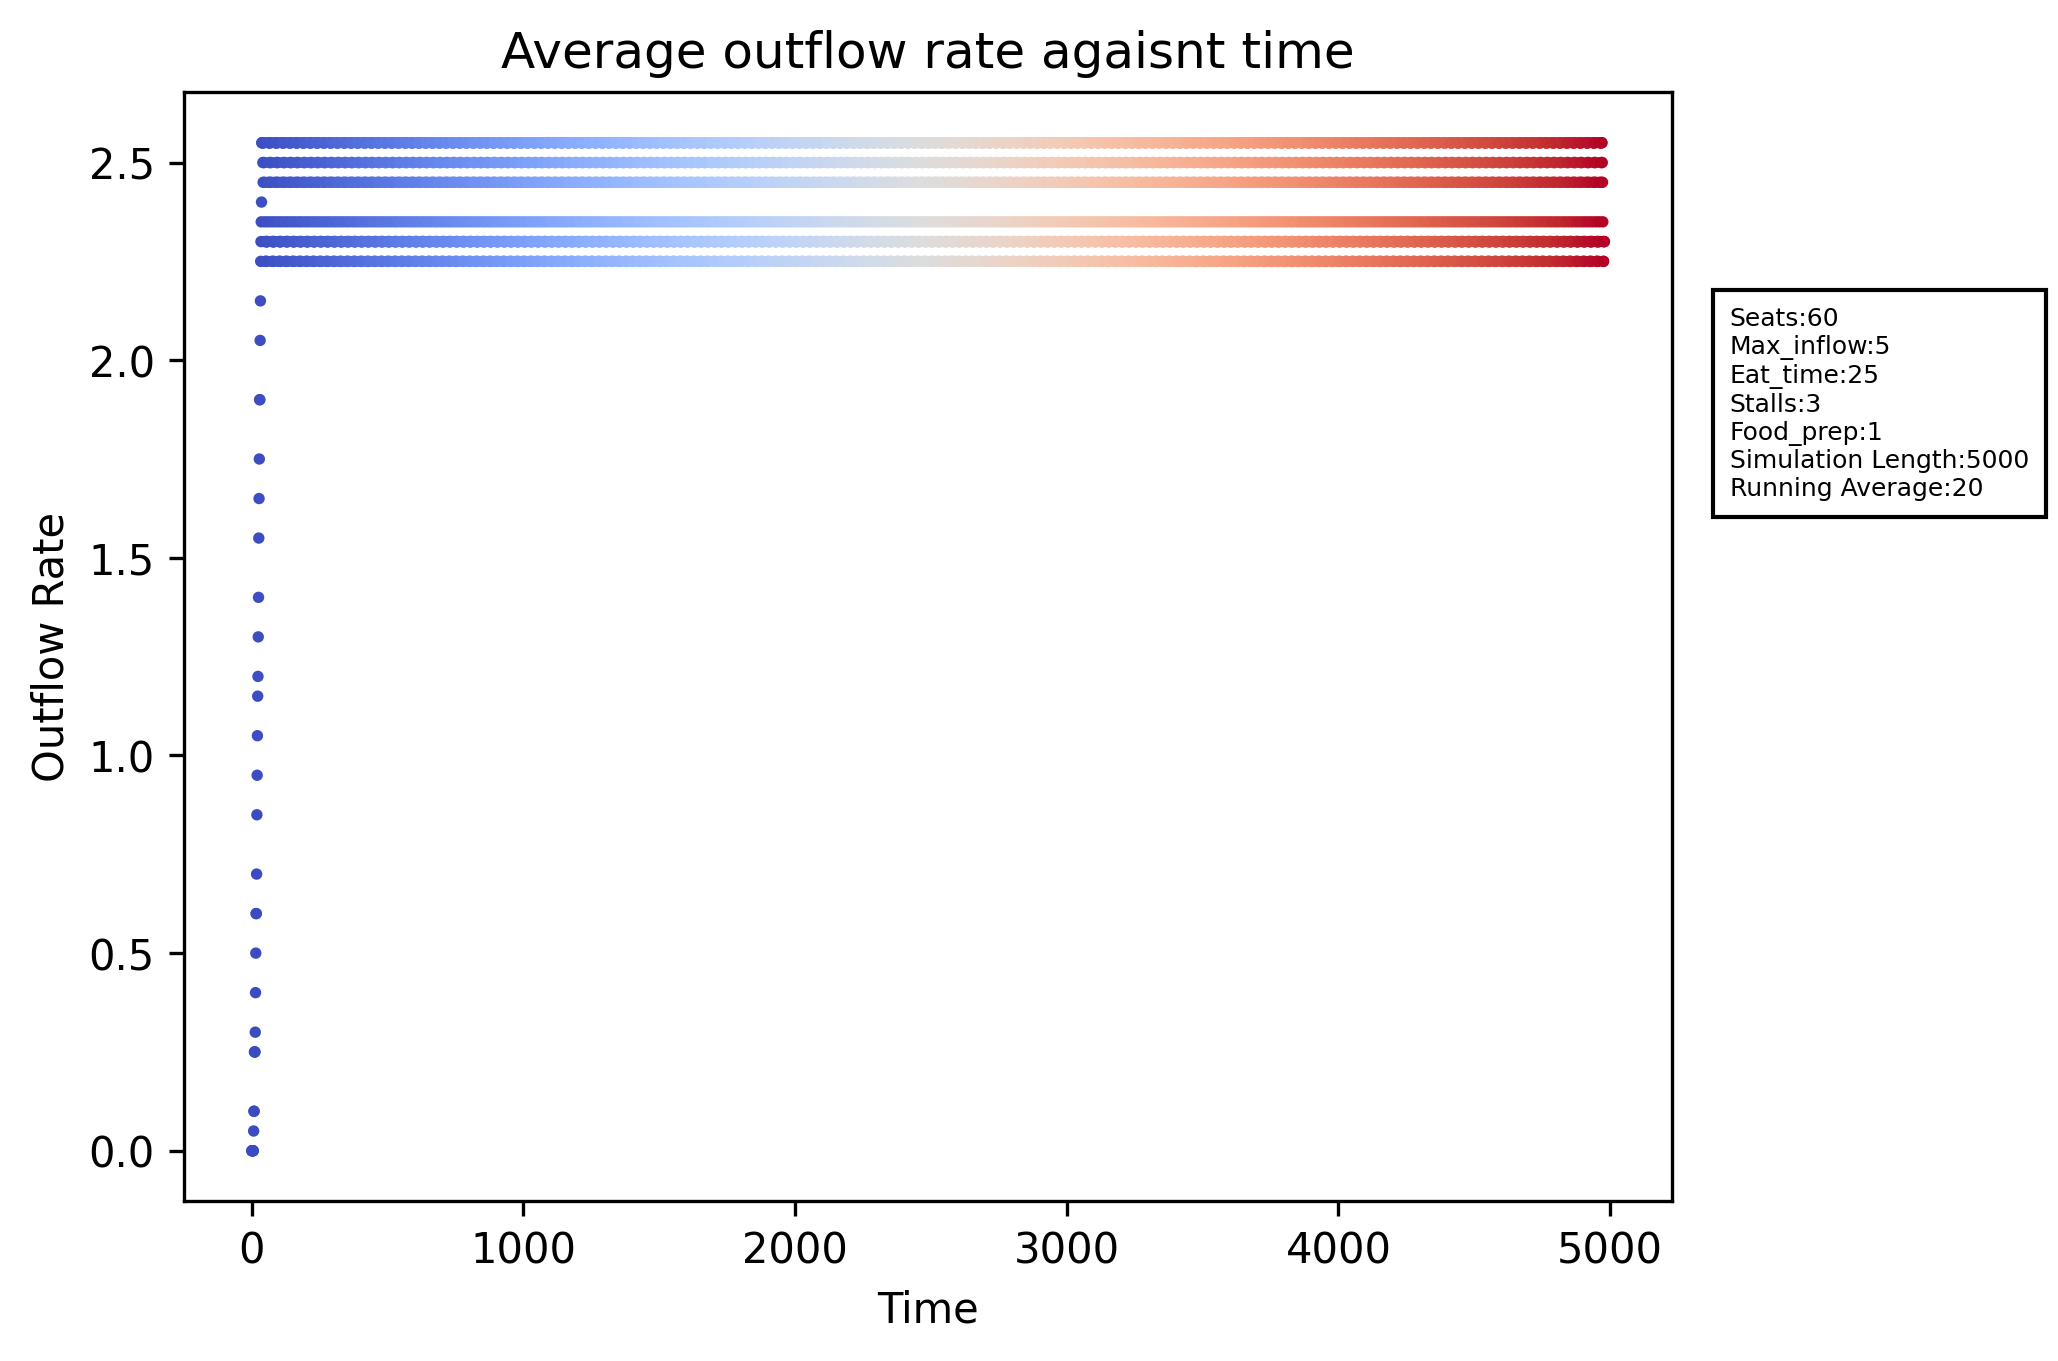 Average outflow rate agaisnt time
Outflow Rate
2.5
2.0
1.5
1.0
0.5
0.0
0 1000 2000 3000 4000 5000
Time
Seats:60
Max_inflow:5
Eat_time:25
Stalls:3
Food_prep:1
Simulation Length:5000
Running Average:20